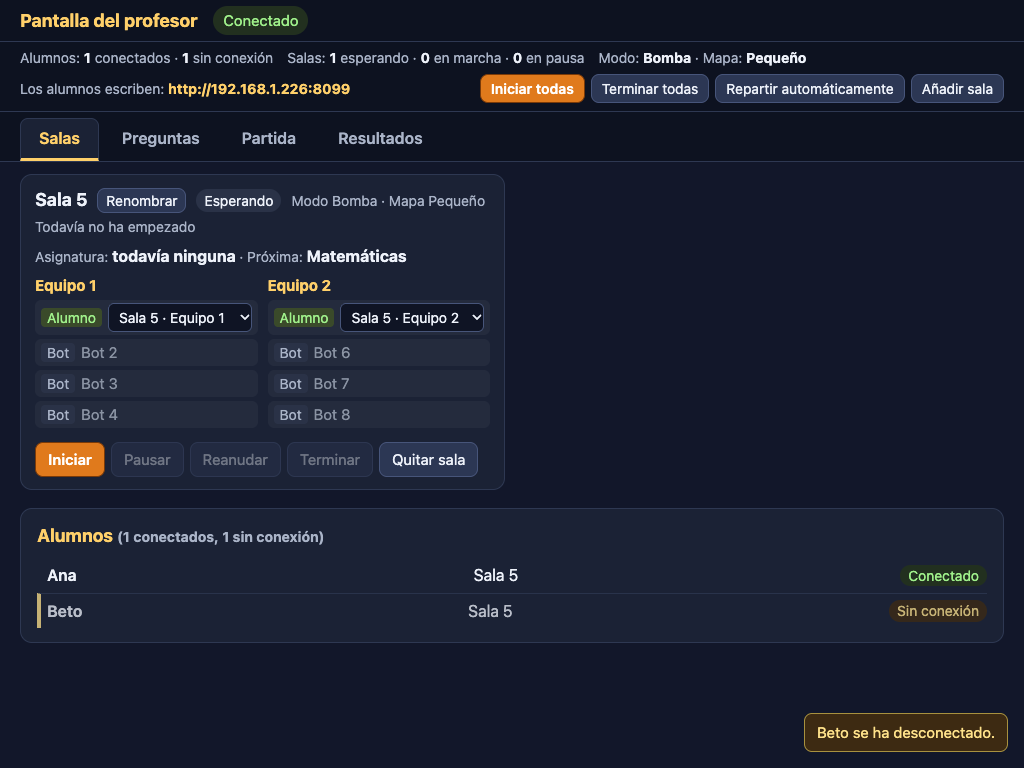 Pantalla del profesor Conectado
Alumnos: 1 conectados · 1 sin conexión Salas: 1 esperando · 0 en marcha · 0 en pausa Modo: Bomba · Mapa: Pequeño
Los alumnos escriben: http://192.168.1.226:8099 Iniciar todas Terminar todas Repartir automáticamente Añadir sala
Salas Preguntas Partida Resultados
Sala 5 Renombrar Esperando Modo Bomba · Mapa Pequeño
Todavía no ha empezado
Asignatura: todavía ninguna · Próxima: Matemáticas
Equipo 1 Equipo 2
Alumno Sala 5 · Equipo 1 Alumno Sala 5 · Equipo 2
Bot Bot 2 Bot Bot 6
Bot Bot 3 Bot Bot 7
Bot Bot 4 Bot Bot 8
Iniciar Pausar Reanudar Terminar Quitar sala
Alumnos (1 conectados, 1 sin conexión)
Ana Sala 5 Conectado
Beto Sala 5 Sin conexión
Beto se ha desconectado.